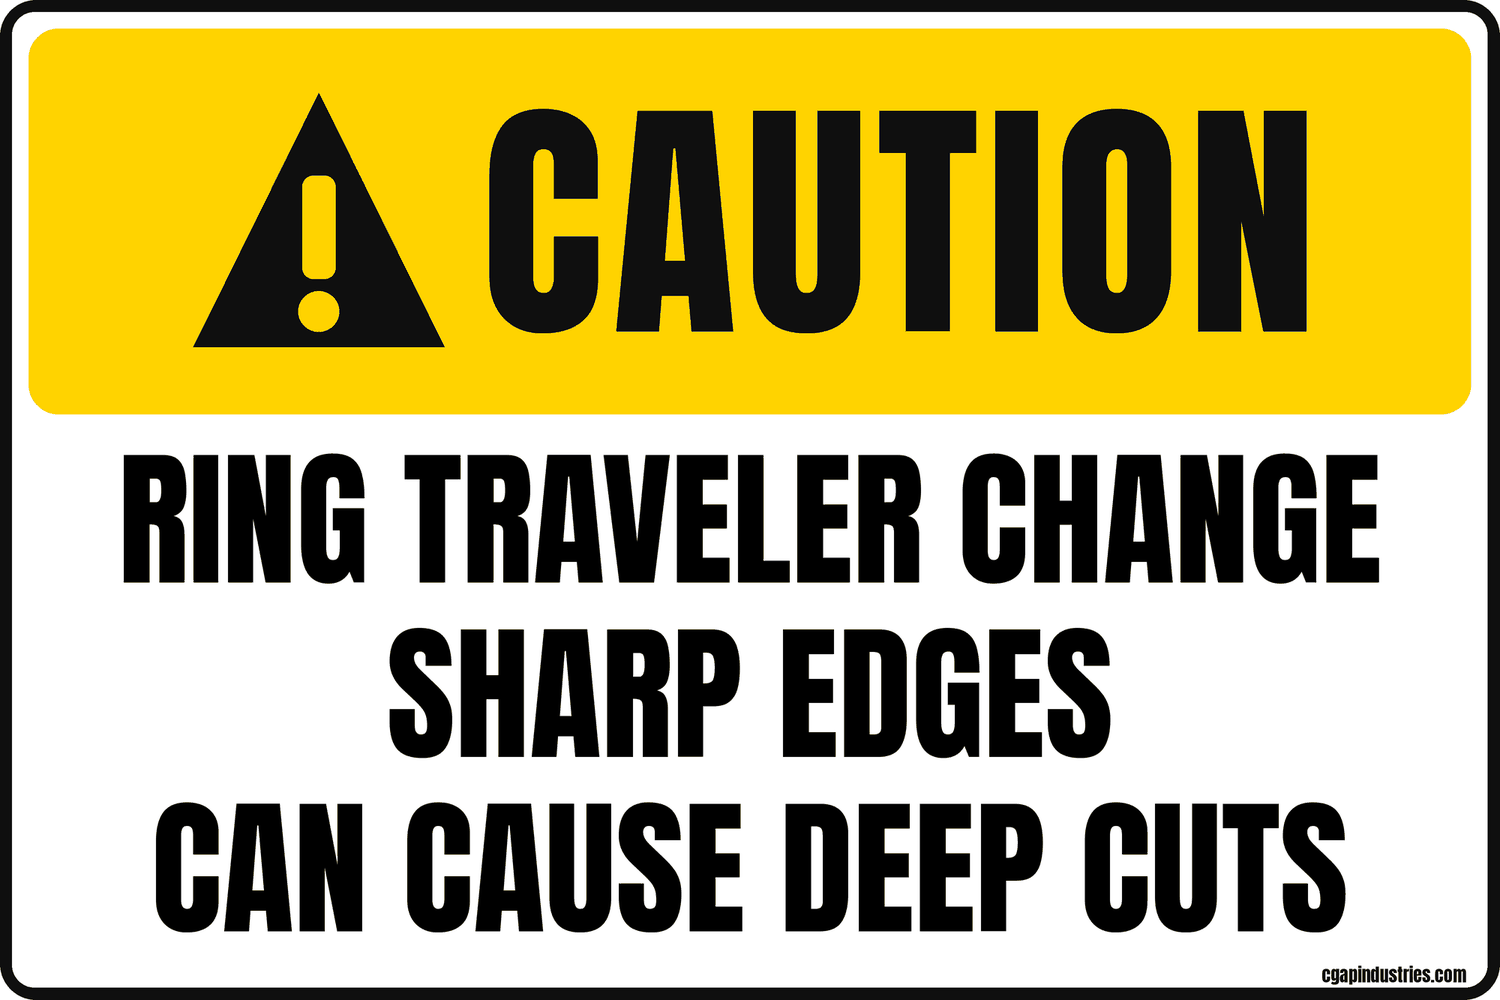 CAUTION
RING TRAVELER CHANGE
SHARP EDGES
CAN CAUSE DEEP CUTS
cgapindustries.com